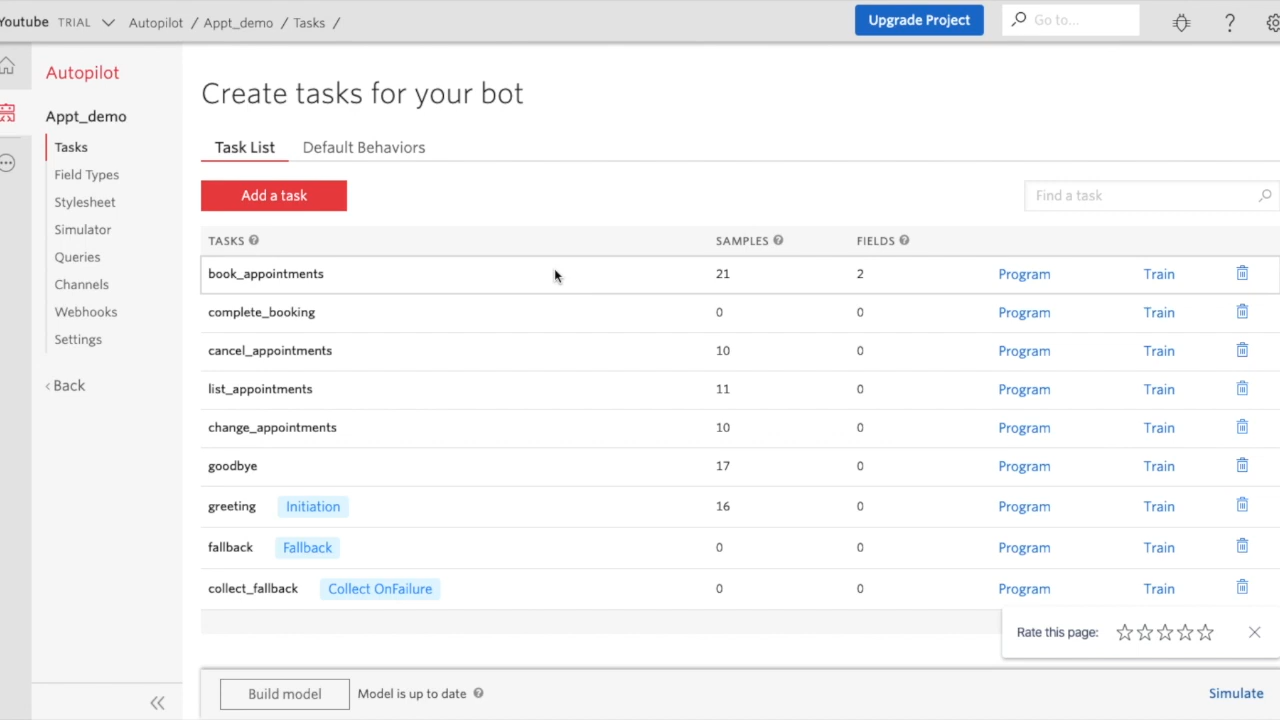 Youtube TRIAL Autopilot / Appt_demo / Tasks / Upgrade Project Go to... ?
Autopilot
Appt_demo
Tasks
Field Types
Stylesheet
Simulator
Queries
Channels
Webhooks
Settings
‹ Back
Create tasks for your bot
Task List Default Behaviors
Add a task Find a task
TASKS ? SAMPLES ? FIELDS ?
book_appointments 21 2 Program Train
complete_booking 0 0 Program Train
cancel_appointments 10 0 Program Train
list_appointments 11 0 Program Train
change_appointments 10 0 Program Train
goodbye 17 0 Program Train
greeting Initiation 16 0 Program Train
fallback Fallback 0 0 Program Train
collect_fallback Collect OnFailure 0 0 Program Train
Rate this page:
Build model Model is up to date ? Simulate